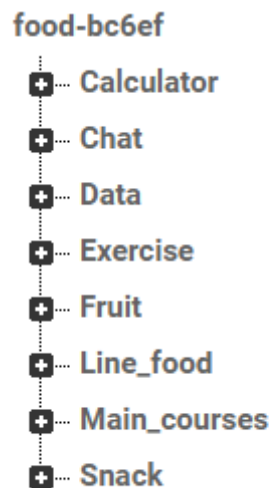 food-bc6ef
Calculator
Chat
Data
Exercise
Fruit
Line_food
Main_courses
Snack